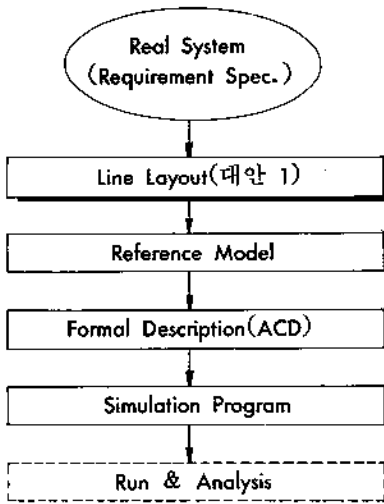 Real System
(Requirement Spec.)
Line Layout(대안 1)
Reference Model
Formal Description(ACD)
Simulation Program
Run & Analysis